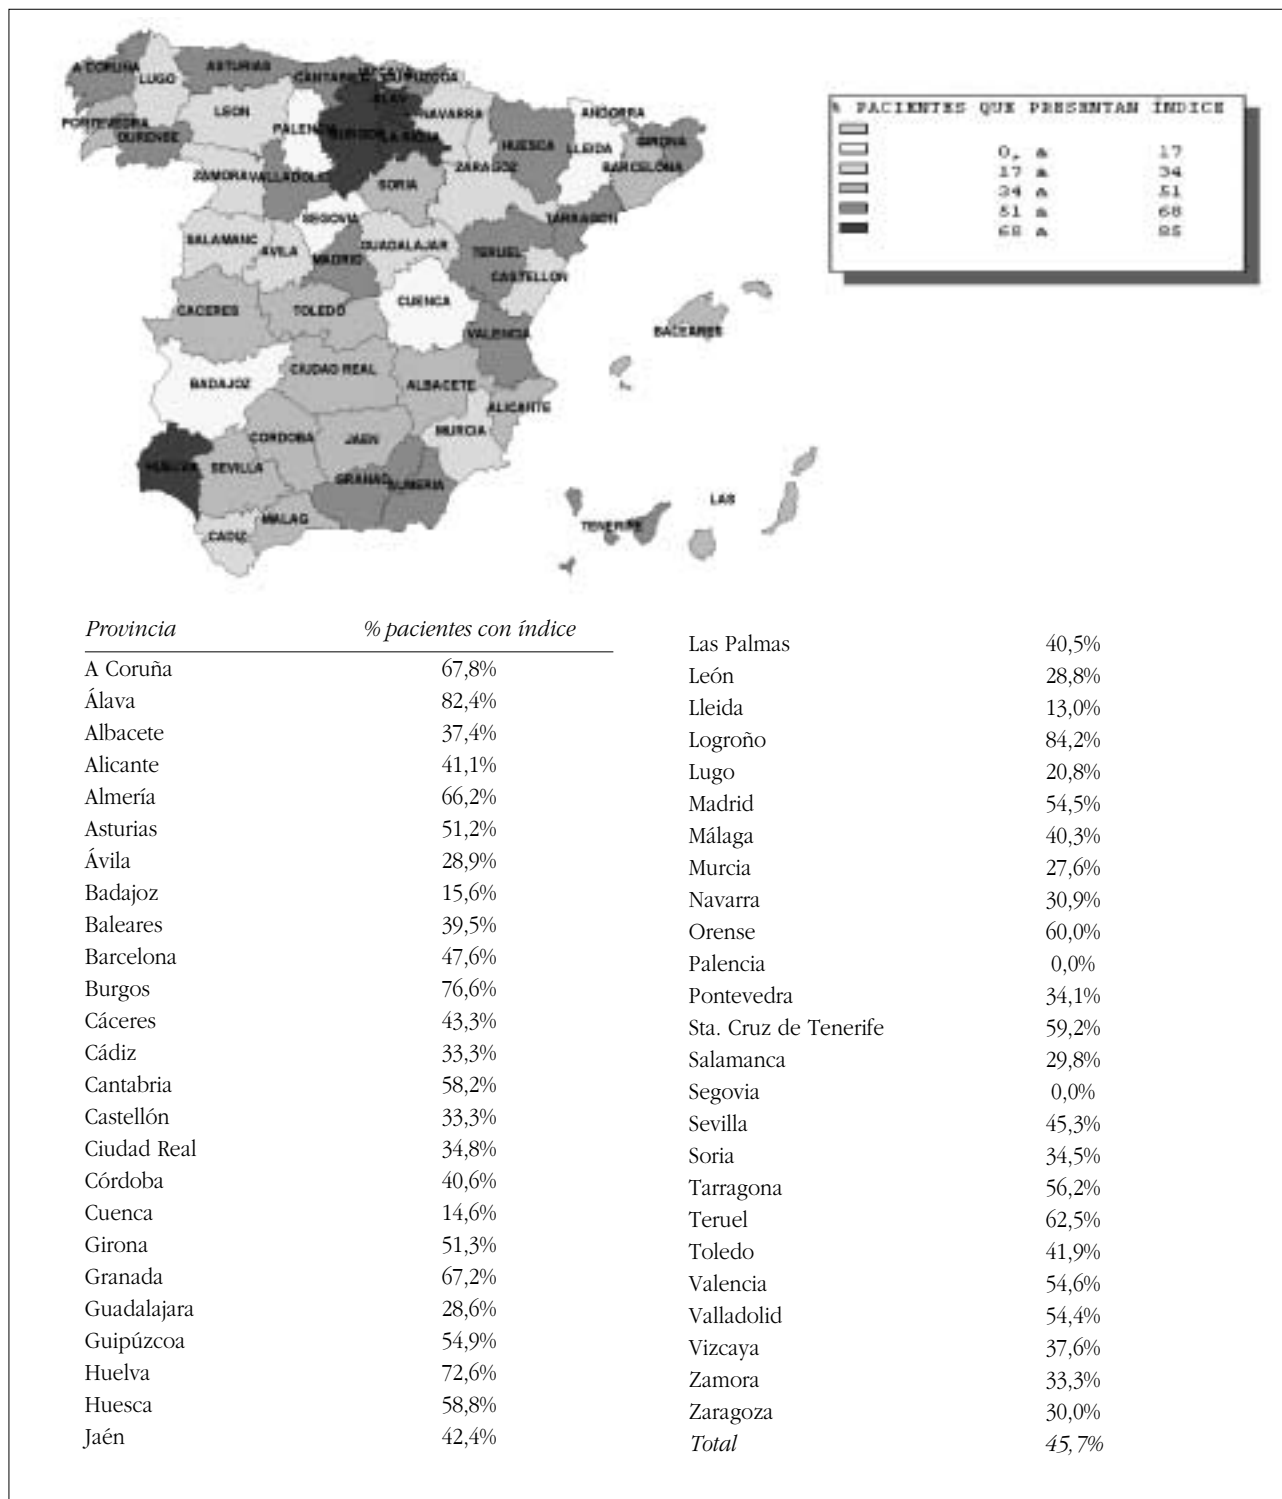 A CORUÑA
LUGO
ASTURIAS
LEON
PONTEVEDRA
OURENSE
NAVARRA
ANDORRA
HUESCA
LLEIDA
GIRONA
BARCELONA
ZAMORA
SORIA
ZARAGOZ
SEGOVIA
TARRAGON
SALAMANC
AVILA
MADRID
GUADALAJAR
TERUEL
CASTELLON
CACERES
TOLEDO
CUENCA
VALENCIA
BALEARES
BADAJOZ
CIUDAD REAL
ALBACETE
ALICANTE
CORDOBA
JAEN
MURCIA
HUELVA
SEVILLA
GRANAD
MALAG
CADIZ
TENERIFE
LAS
% PACIENTES QUE PRESENTAN ÍNDICE
0, a 17
17 a 34
34 a 51
51 a 68
68 a 85
Provincia % pacientes con índice
A Coruña 67,8%
Álava 82,4%
Albacete 37,4%
Alicante 41,1%
Almería 66,2%
Asturias 51,2%
Ávila 28,9%
Badajoz 15,6%
Baleares 39,5%
Barcelona 47,6%
Burgos 76,6%
Cáceres 43,3%
Cádiz 33,3%
Cantabria 58,2%
Castellón 33,3%
Ciudad Real 34,8%
Córdoba 40,6%
Cuenca 14,6%
Girona 51,3%
Granada 67,2%
Guadalajara 28,6%
Guipúzcoa 54,9%
Huelva 72,6%
Huesca 58,8%
Jaén 42,4%
Las Palmas 40,5%
León 28,8%
Lleida 13,0%
Logroño 84,2%
Lugo 20,8%
Madrid 54,5%
Málaga 40,3%
Murcia 27,6%
Navarra 30,9%
Orense 60,0%
Palencia 0,0%
Pontevedra 34,1%
Sta. Cruz de Tenerife 59,2%
Salamanca 29,8%
Segovia 0,0%
Sevilla 45,3%
Soria 34,5%
Tarragona 56,2%
Teruel 62,5%
Toledo 41,9%
Valencia 54,6%
Valladolid 54,4%
Vizcaya 37,6%
Zamora 33,3%
Zaragoza 30,0%
Total 45,7%